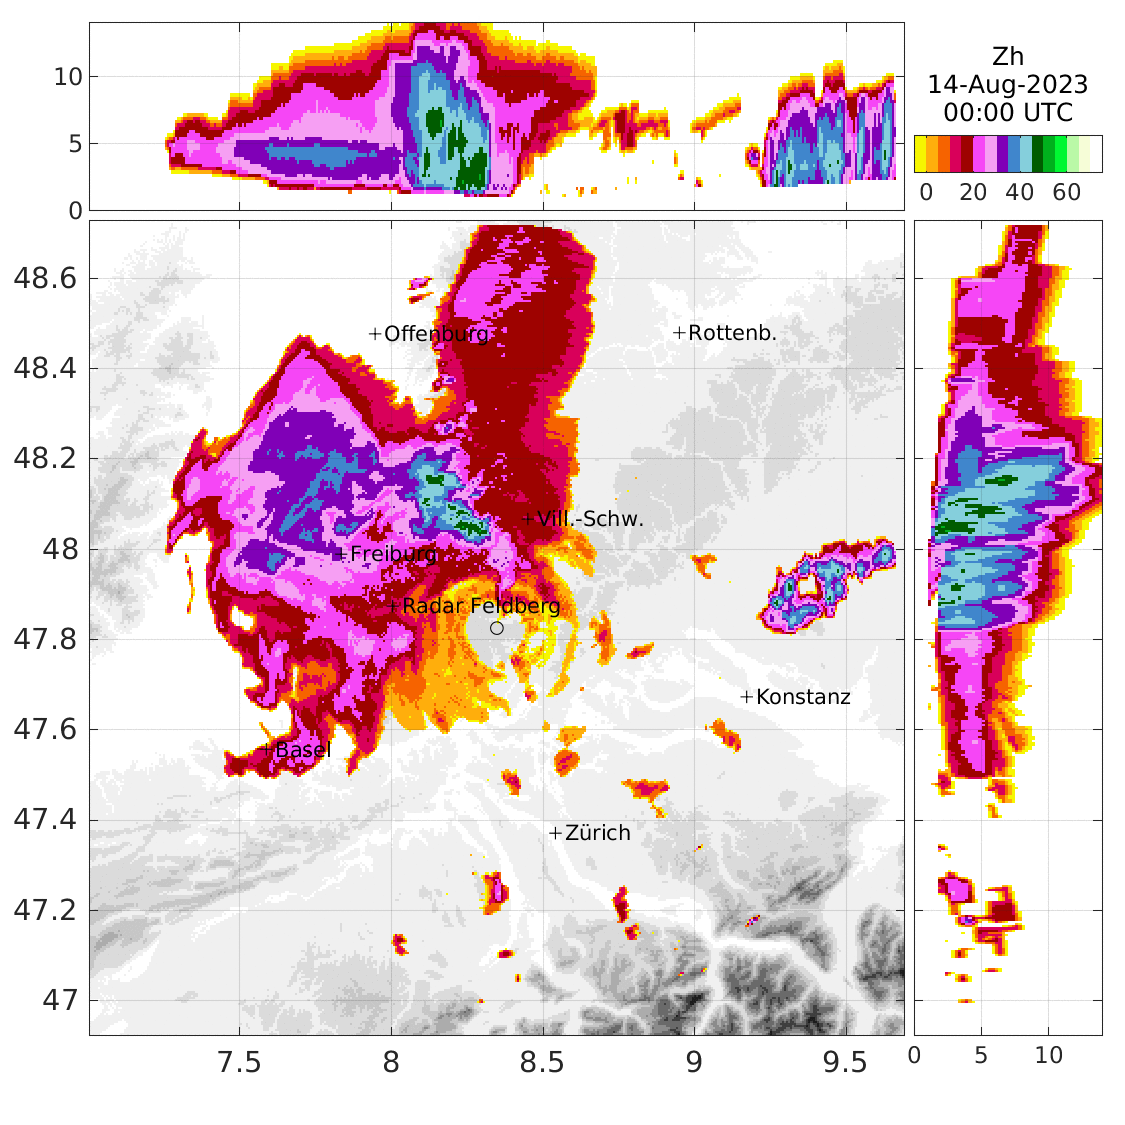 10
5
0
Zh
14-Aug-2023
00:00 UTC
0 20 40 60
48.6
48.4
48.2
48
47.8
47.6
47.4
47.2
47
+Offenburg
+Rottenb.
+Vill.-Schw.
+Freiburg
+Radar Feldberg
+Konstanz
+Basel
+Zürich
7.5 8 8.5 9 9.5
0 5 10